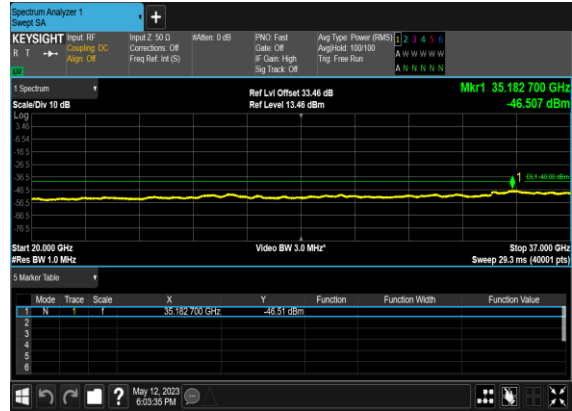 Spectrum Analyzer 1
Swept SA
KEYSIGHT Input: RF Input Z: 50 Ω #Atten: 0 dB PNO: Fast Avg Type: Power (RMS) 1 2 3 4 5 6
R T Coupling: DC Corrections: Off Gate: Off Avg|Hold: 100/100 A W W W W W
Align: Off Freq Ref: Int (S) IF Gain: High Trig: Free Run
Sig Track: Off A N N N N N
1 Spectrum Ref Lvl Offset 33.46 dB Mkr1 35.182 700 GHz
Scale/Div 10 dB Ref Level 13.46 dBm -46.507 dBm
Log
3.46
-6.54
-16.5
-26.5
-36.5 1 DL1 -40.00 dBm
-46.5
-56.5
-66.5
-76.5
Start 20.000 GHz Video BW 3.0 MHz* Stop 37.000 GHz
#Res BW 1.0 MHz Sweep 29.3 ms (40001 pts)
5 Marker Table
Mode Trace Scale X Y Function Function Width Function Value
1 N 1 f 35.182 700 GHz -46.51 dBm
2
3
4
5
6
? May 12, 2023
6:03:35 PM